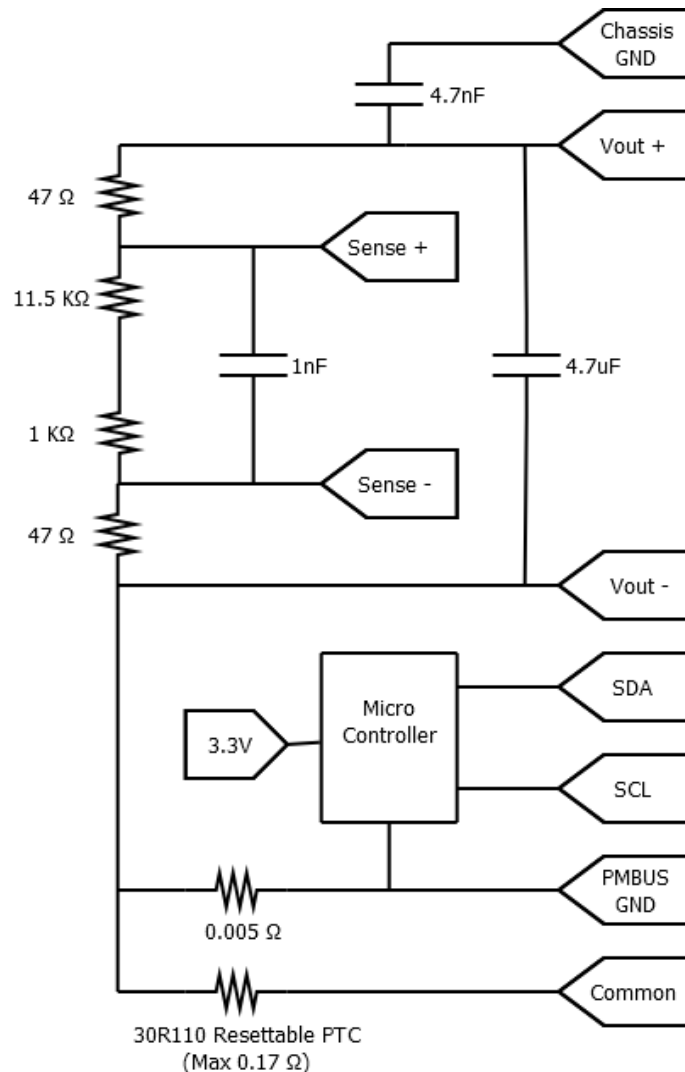 Chassis
GND
4.7nF
Vout +
47 Ω
Sense +
11.5 KΩ
1nF
4.7uF
1 KΩ
Sense -
47 Ω
Vout -
SDA
Micro
Controller
3.3V
SCL
PMBUS
GND
0.005 Ω
Common
30R110 Resettable PTC
(Max 0.17 Ω)